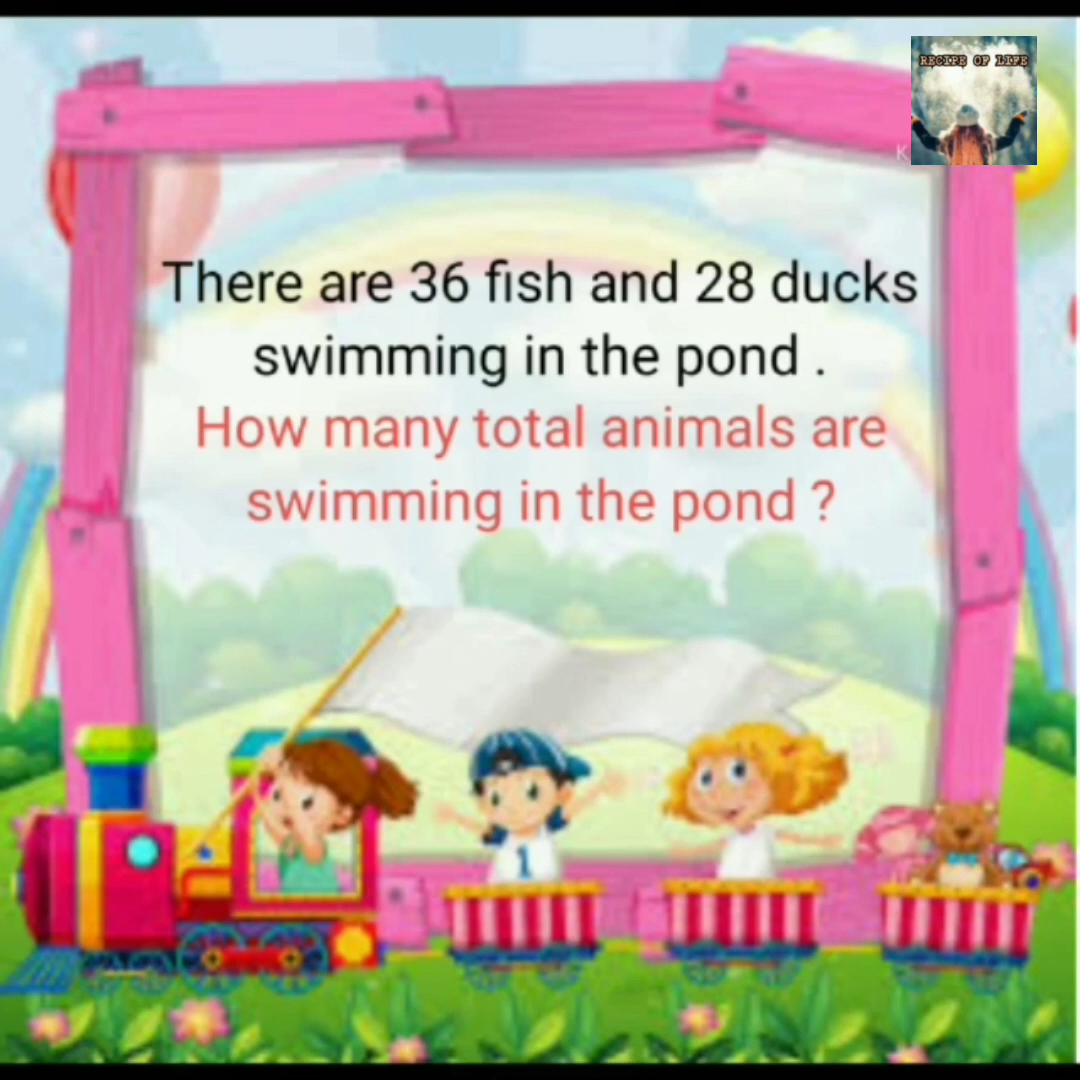 RECIPE OF LIFE
K
There are 36 fish and 28 ducks
swimming in the pond .
How many total animals are
swimming in the pond ?
1